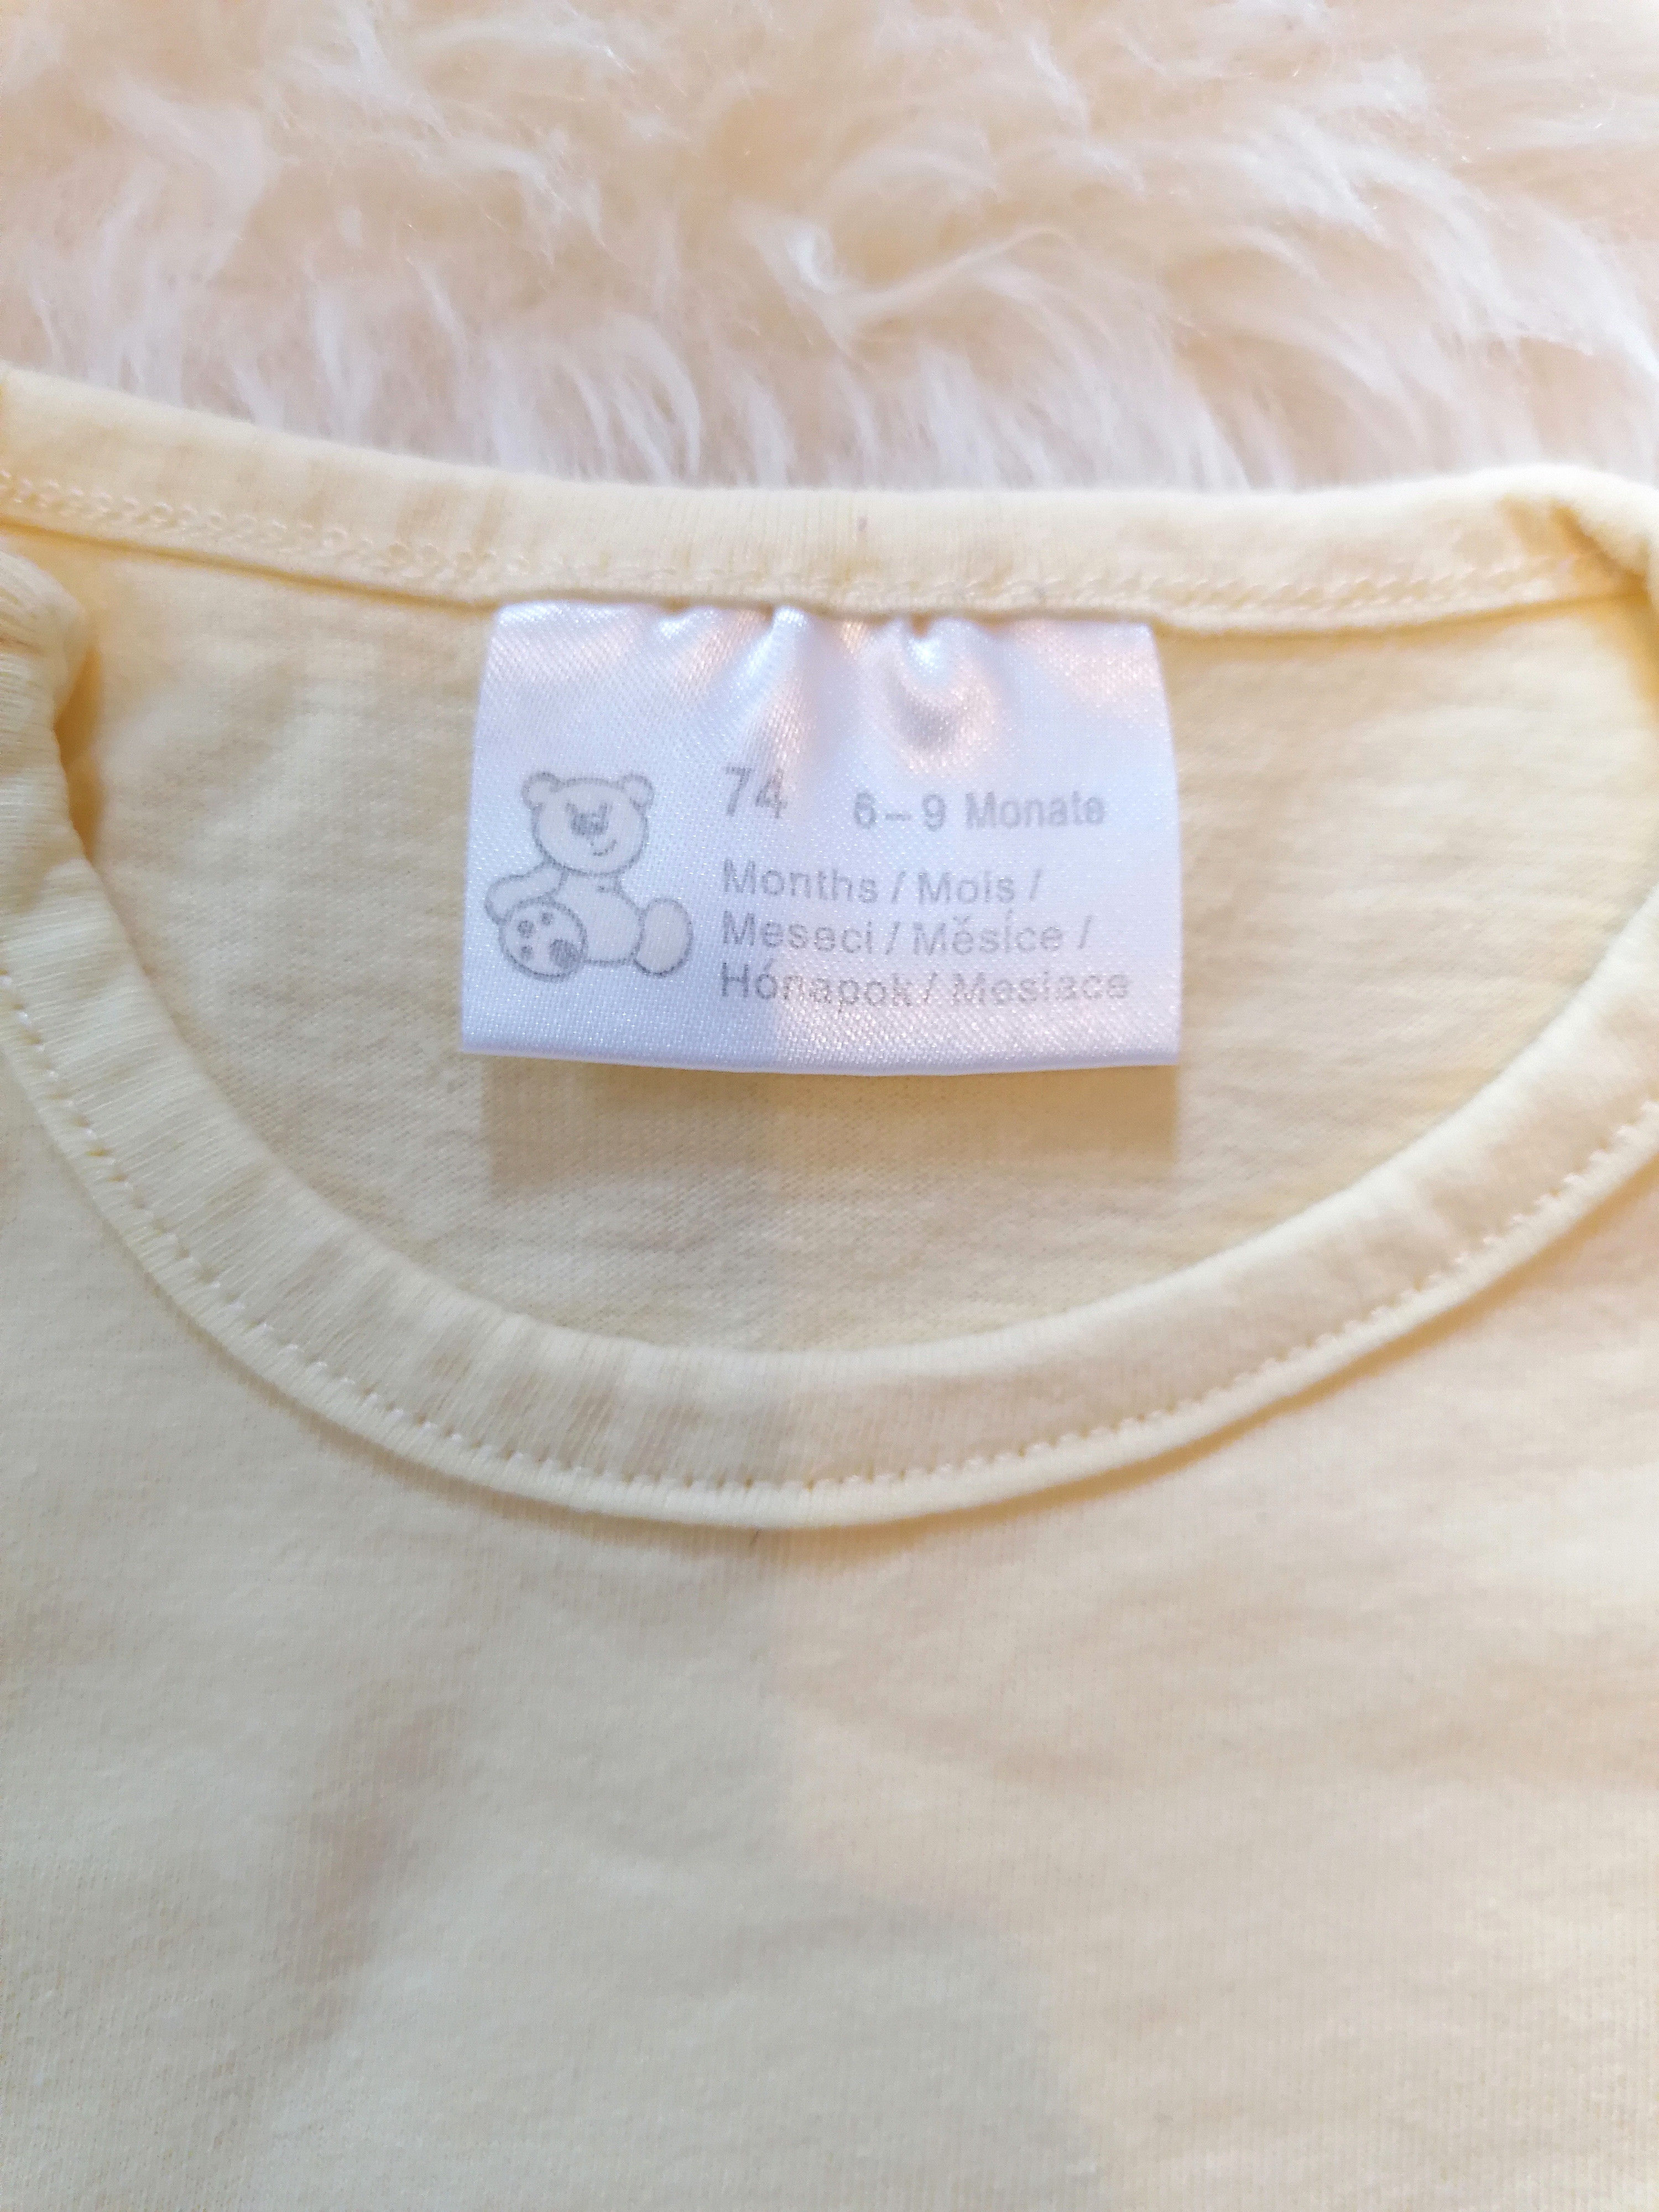 74 6-9 Monate
Months / Mois /
Meseci / Měsíce /
Hónapok / Mesiace